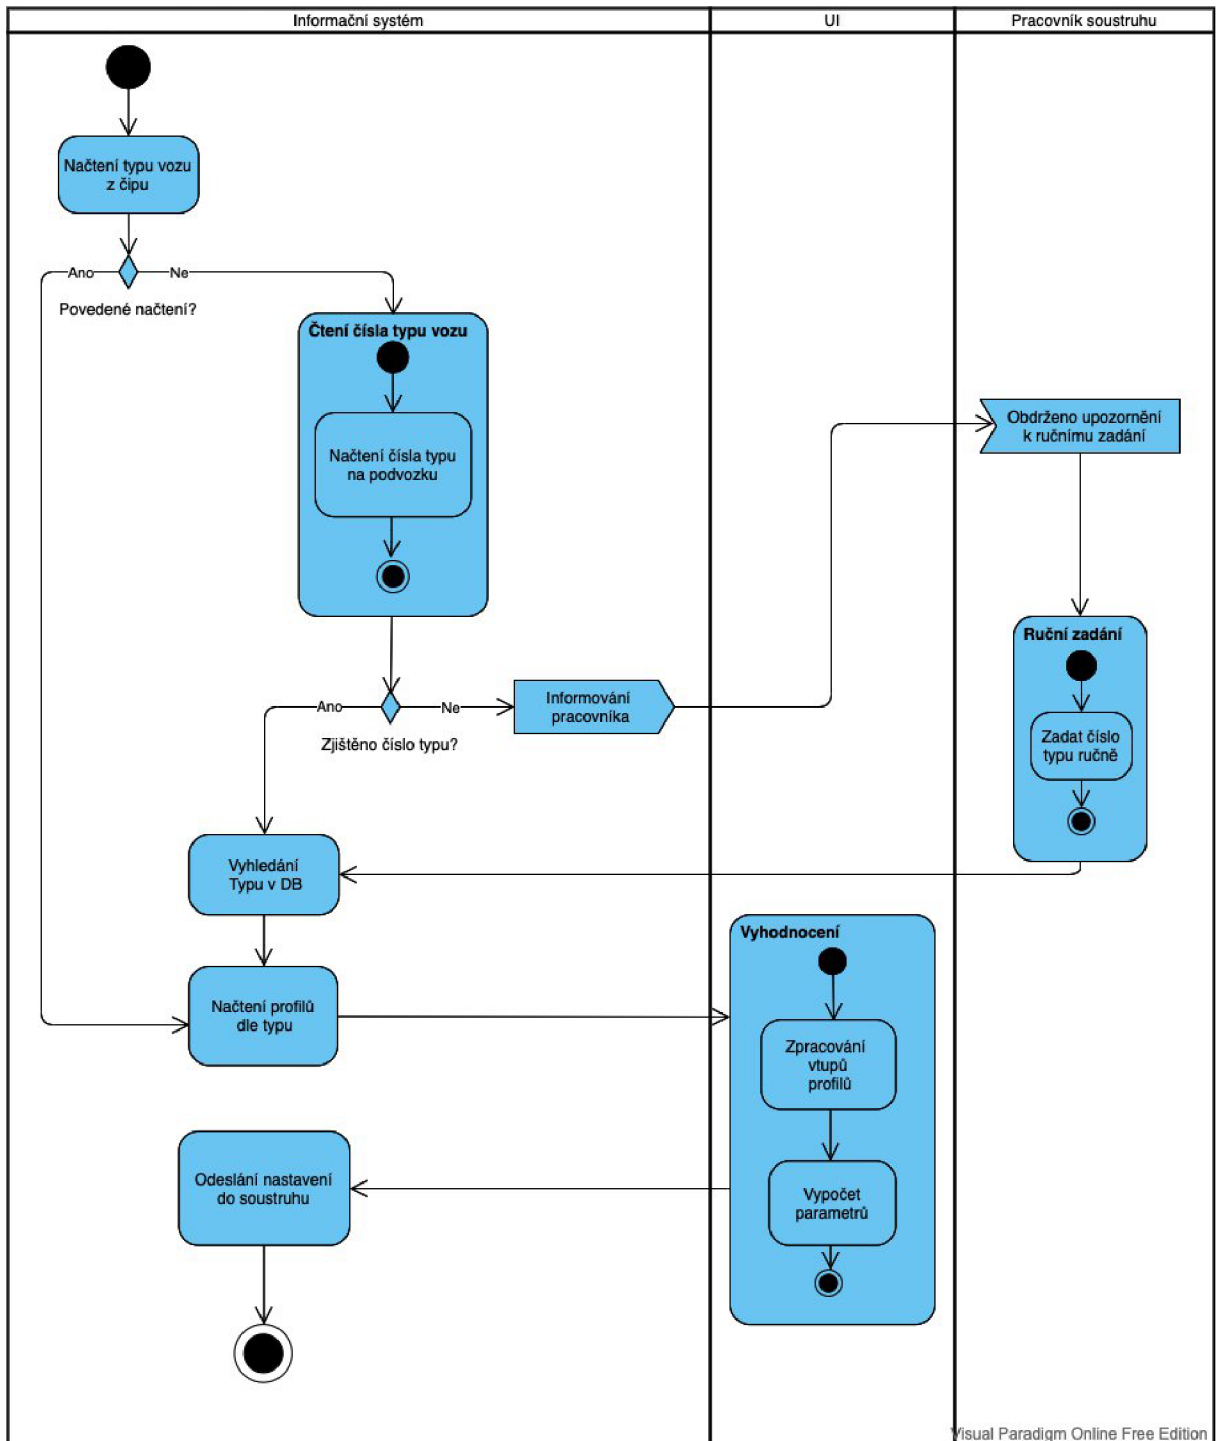 Informační systém
UI
Pracovník soustruhu
Načtení typu vozu
z čipu
Ano
Ne
Povedené načtení?
Čtení čísla typu vozu
Načtení čísla typu
na podvozku
Obdrženo upozornění
k ručnímu zadání
Ruční zadání
Zadat číslo
typu ručně
Ano
Ne
Informování
pracovníka
Zjištěno číslo typu?
Vyhledání
Typu v DB
Načtení profilů
dle typu
Vyhodnocení
Zpracování
vtupů
profilů
Vypočet
parametrů
Odeslání nastavení
do soustruhu
Visual Paradigm Online Free Edition